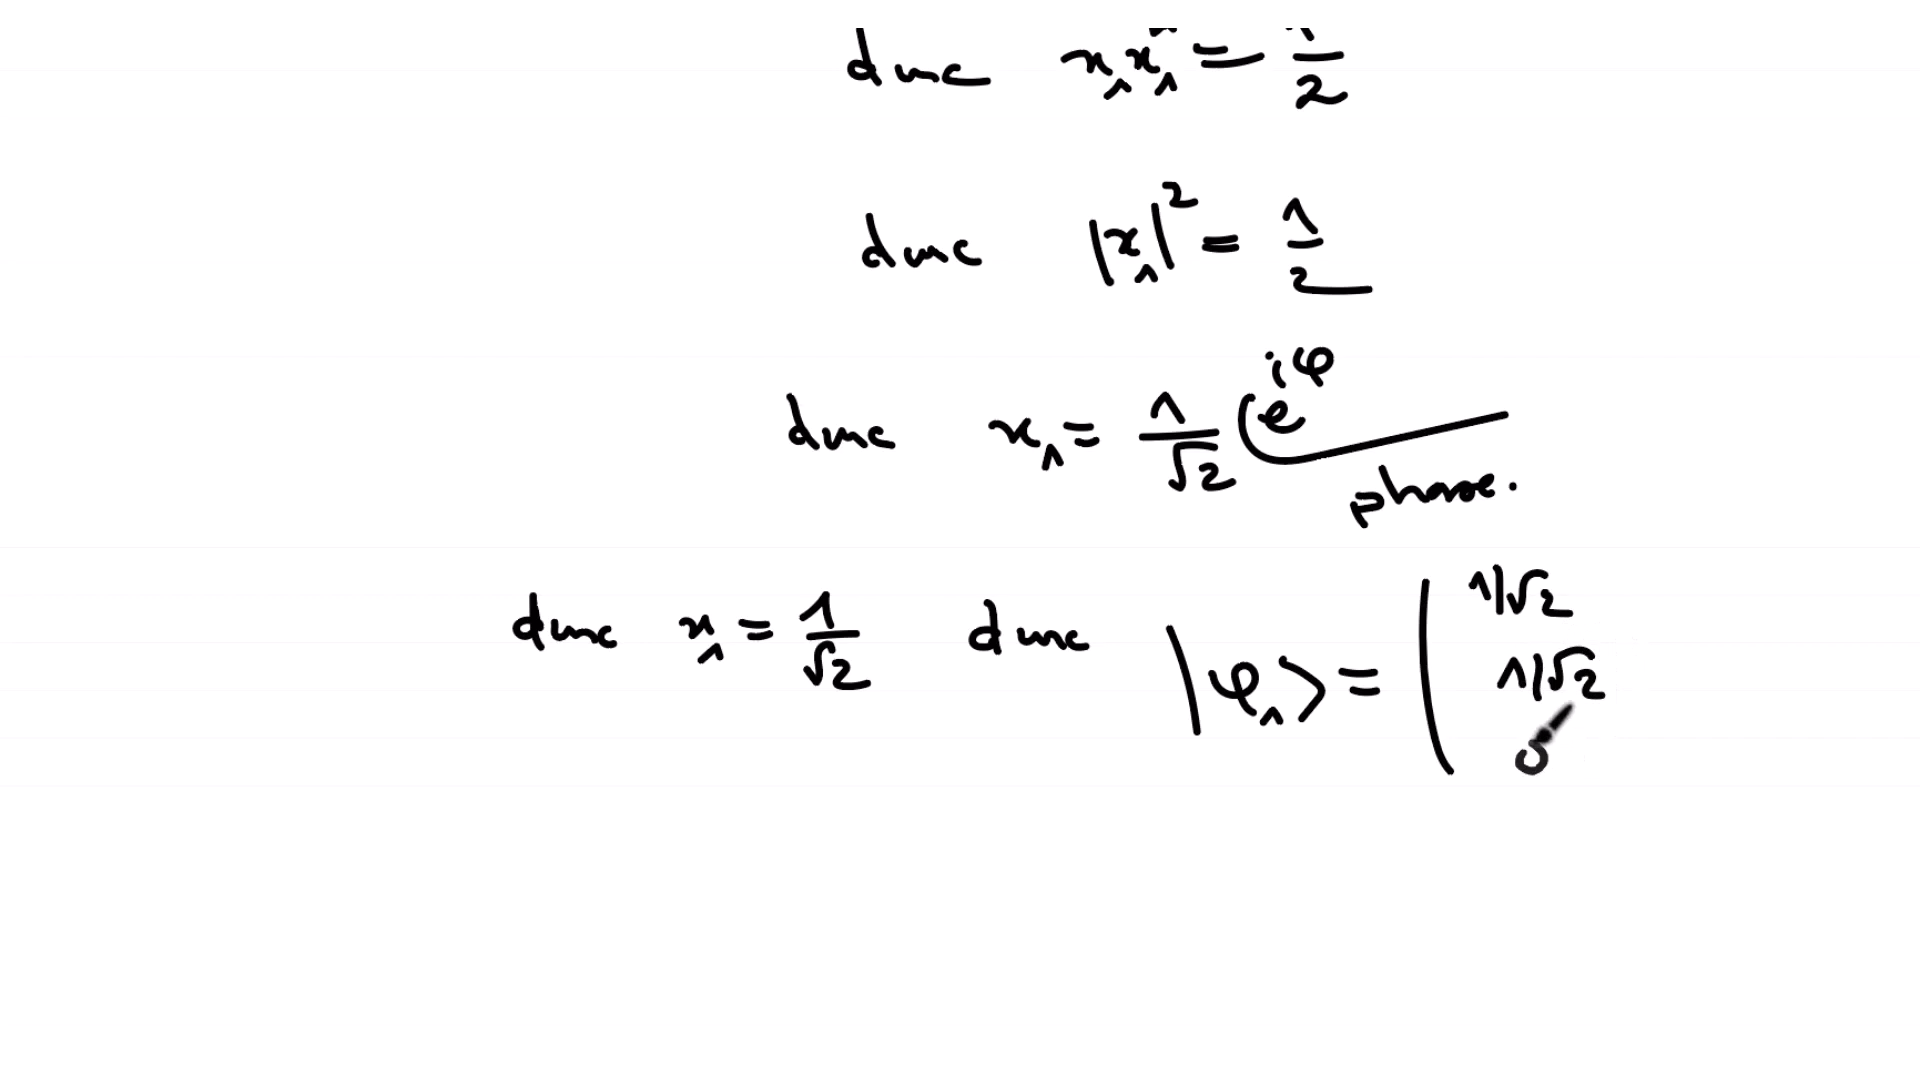 donc x₁x₁* = 1/2
donc |x₁|² = 1/2
donc x₁ = 1/√2 (e^{iφ}
phase.
donc x₁ = 1/√2 donc |φ₁> = ( 1/√2
1/√2
0